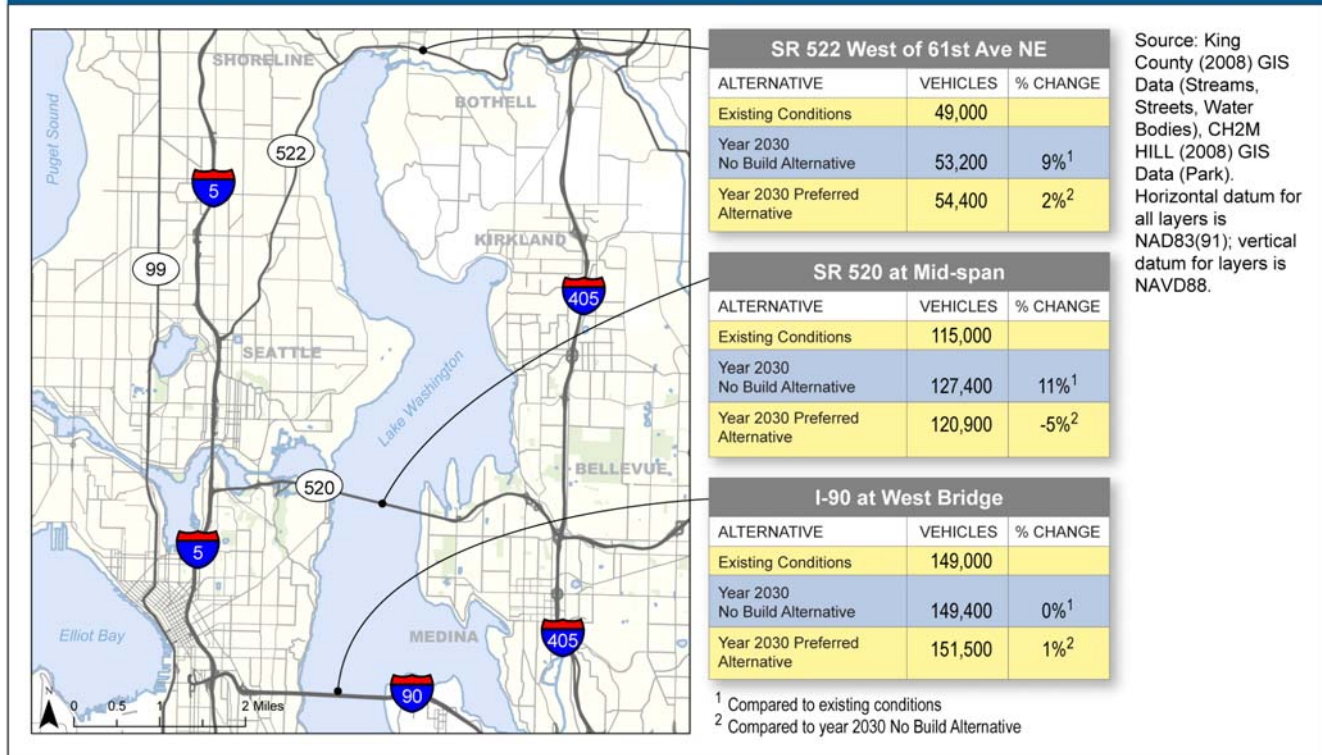 SHORELINE
BOTHELL
522
Puget Sound
5
KIRKLAND
99
405
SEATTLE
Lake Washington
BELLEVUE
520
5
Elliot Bay
MEDINA
405
90
N
0 0.5 1 2 Miles
SR 522 West of 61st Ave NE
ALTERNATIVE VEHICLES % CHANGE
Existing Conditions 49,000
Year 2030
No Build Alternative 53,200 9%1
Year 2030 Preferred
Alternative 54,400 2%2
SR 520 at Mid-span
ALTERNATIVE VEHICLES % CHANGE
Existing Conditions 115,000
Year 2030
No Build Alternative 127,400 11%1
Year 2030 Preferred
Alternative 120,900 -5%2
I-90 at West Bridge
ALTERNATIVE VEHICLES % CHANGE
Existing Conditions 149,000
Year 2030
No Build Alternative 149,400 0%1
Year 2030 Preferred
Alternative 151,500 1%2
1 Compared to existing conditions
2 Compared to year 2030 No Build Alternative
Source: King
County (2008) GIS
Data (Streams,
Streets, Water
Bodies), CH2M
HILL (2008) GIS
Data (Park).
Horizontal datum for
all layers is
NAD83(91); vertical
datum for layers is
NAVD88.